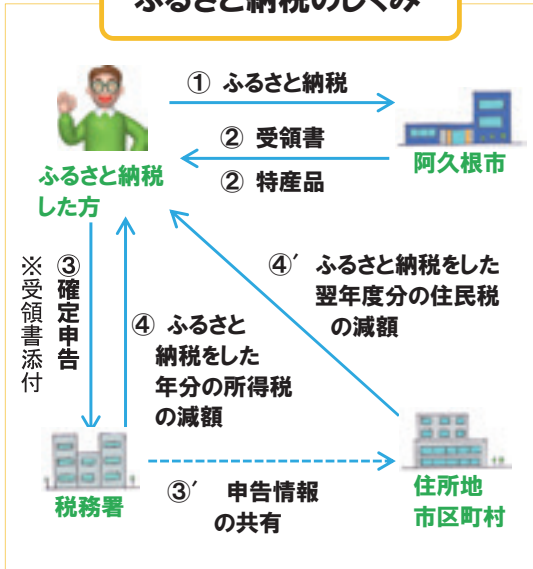 ふるさと納税のしくみ
① ふるさと納税
② 受領書
② 特産品
ふるさと納税
した方
阿久根市
③確定申告
※受領書添付
④ ふるさと
納税をした
年分の所得税
の減額
④′ ふるさと納税をした
翌年度分の住民税
の減額
税務署
③′ 申告情報
の共有
住所地
市区町村